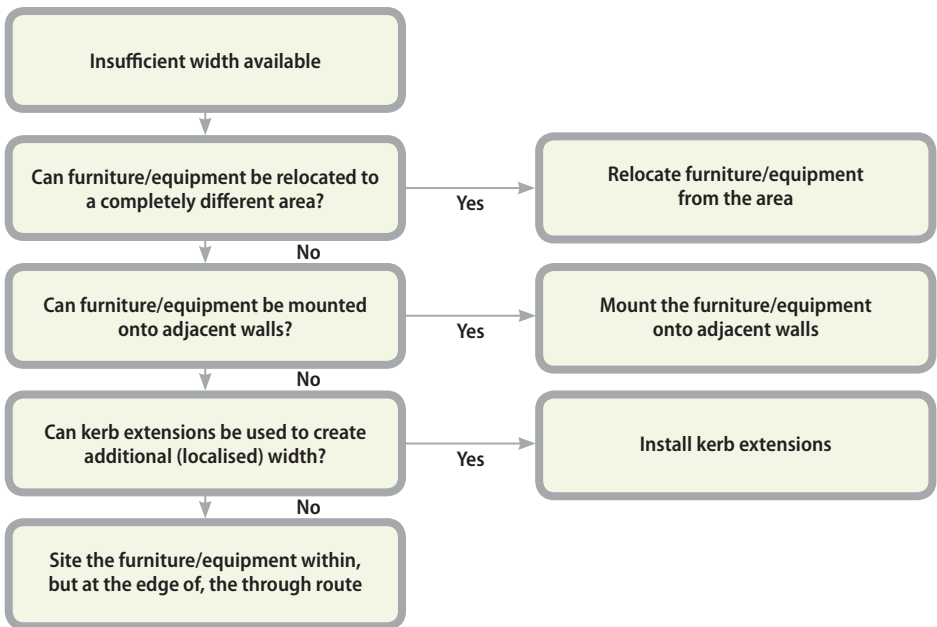 Insufficient width available
Can furniture/equipment be relocated to
a completely different area?
Yes
Relocate furniture/equipment
from the area
No
Can furniture/equipment be mounted
onto adjacent walls?
Yes
Mount the furniture/equipment
onto adjacent walls
No
Can kerb extensions be used to create
additional (localised) width?
Yes
Install kerb extensions
No
Site the furniture/equipment within,
but at the edge of, the through route